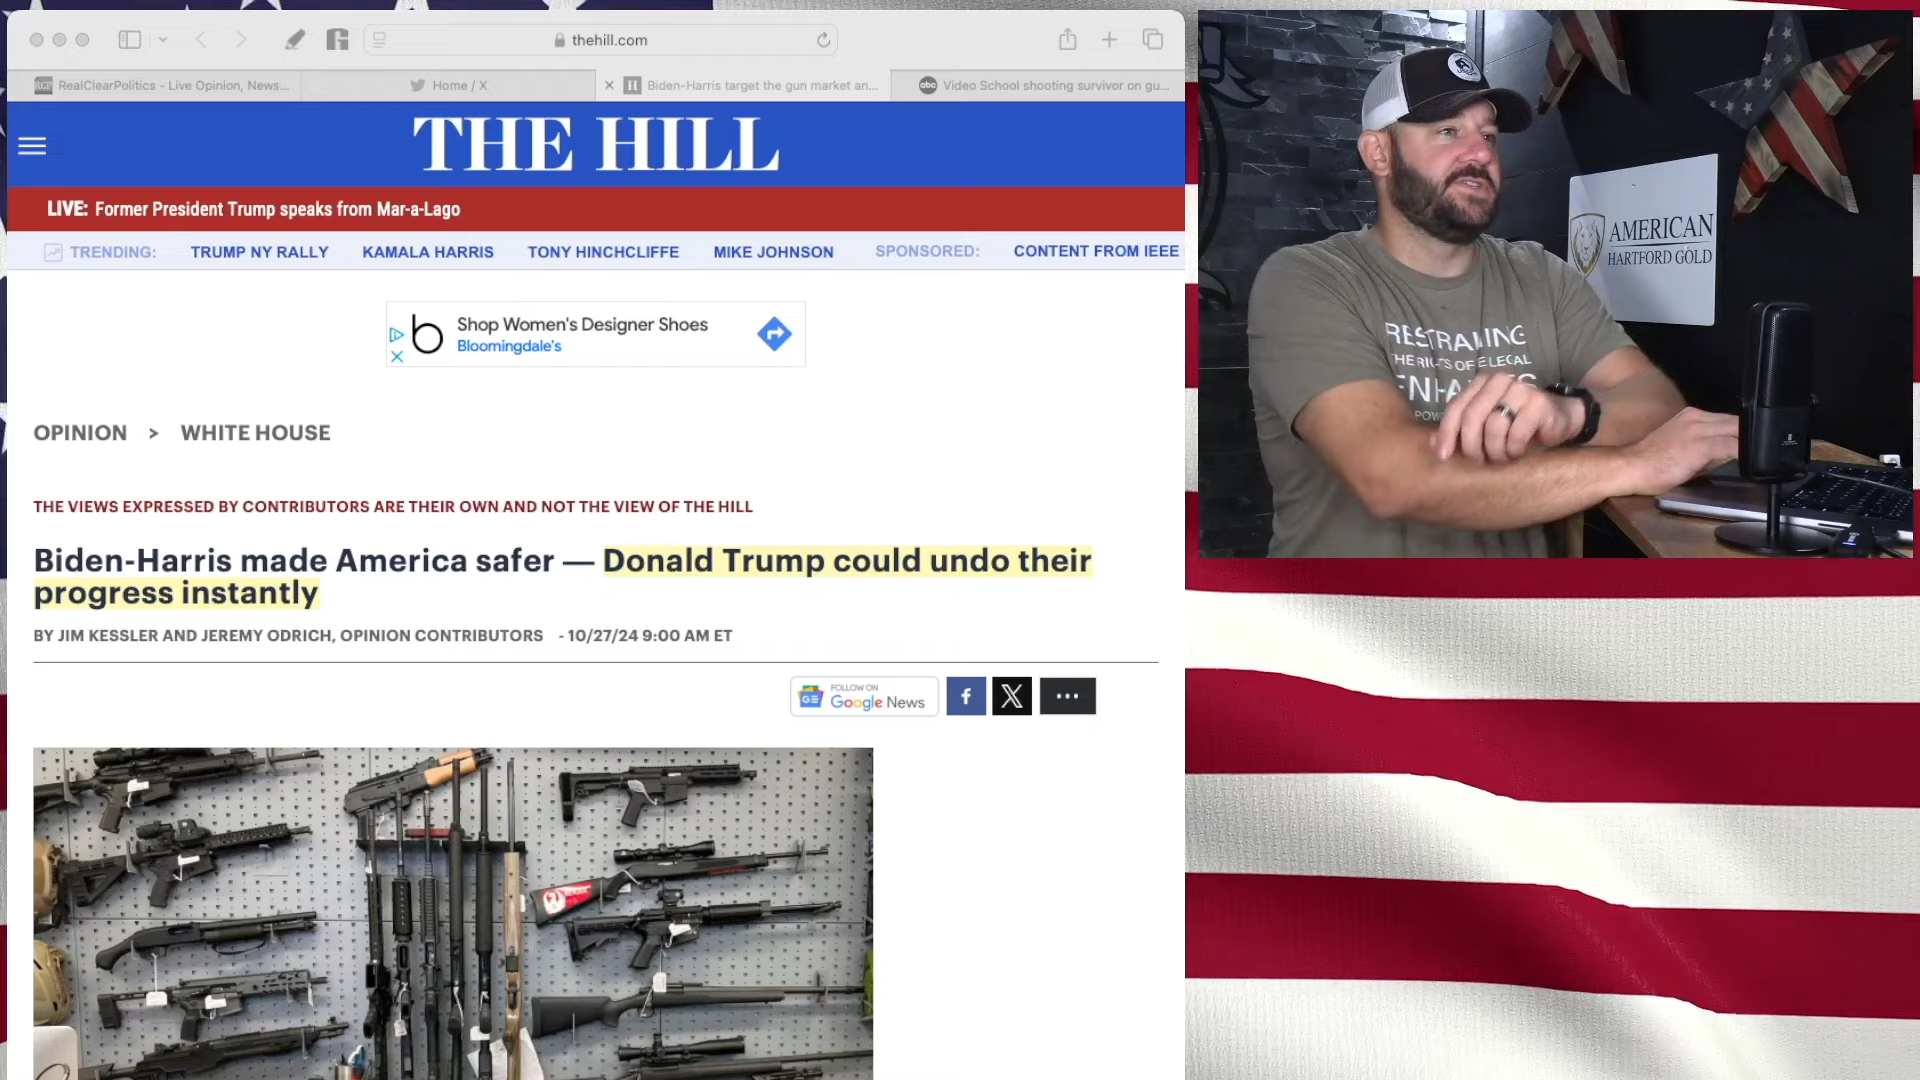 thehill.com
RealClearPolitics - Live Opinion, News...
Home / X
Biden-Harris target the gun market an...
abc
Video School shooting survivor on gu...
THE HILL
LIVE: Former President Trump speaks from Mar-a-Lago
TRENDING: TRUMP NY RALLY KAMALA HARRIS TONY HINCHCLIFFE MIKE JOHNSON SPONSORED: CONTENT FROM IEEE
b
Shop Women's Designer Shoes
Bloomingdale's
OPINION > WHITE HOUSE
THE VIEWS EXPRESSED BY CONTRIBUTORS ARE THEIR OWN AND NOT THE VIEW OF THE HILL
Biden-Harris made America safer — Donald Trump could undo their
progress instantly
BY JIM KESSLER AND JEREMY ODRICH, OPINION CONTRIBUTORS - 10/27/24 9:00 AM ET
FOLLOW ON
Google News
AMERICAN
HARTFORD GOLD